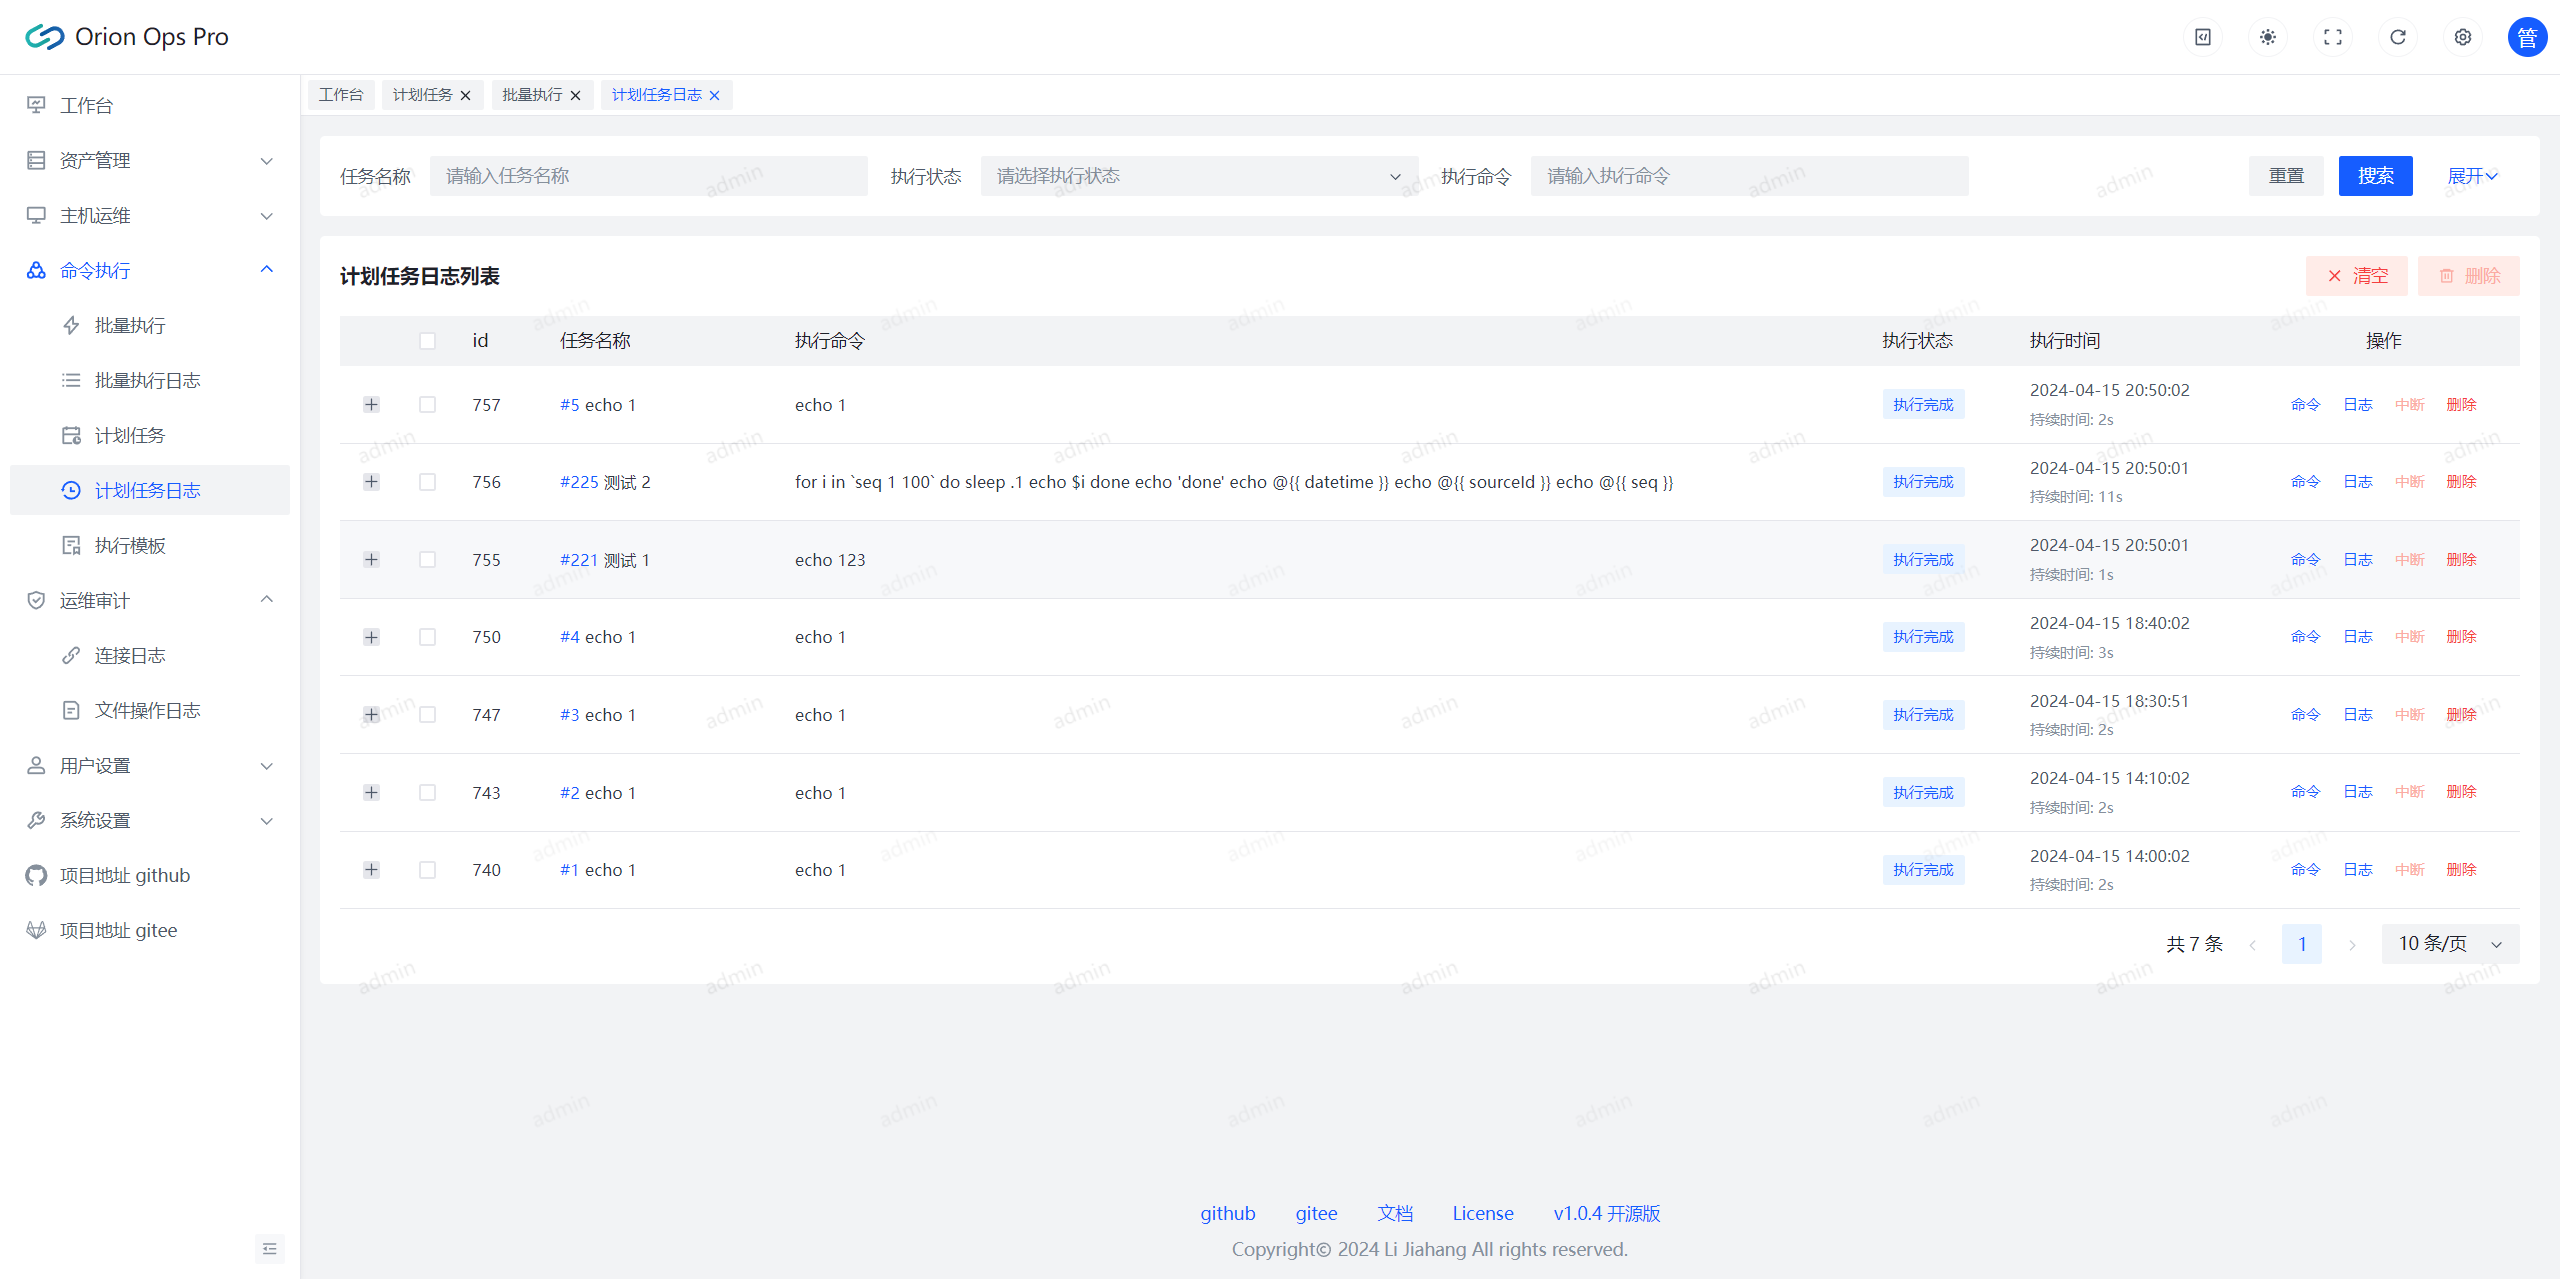 Orion Ops Pro
管
工作台
资产管理
主机运维
命令执行
批量执行
批量执行日志
计划任务
计划任务日志
执行模板
运维审计
连接日志
文件操作日志
用户设置
系统设置
项目地址 github
项目地址 gitee
工作台 计划任务 批量执行 计划任务日志
任务名称 请输入任务名称 执行状态 请选择执行状态 执行命令 请输入执行命令 重置 搜索 展开
计划任务日志列表 清空 删除
id 任务名称 执行命令 执行状态 执行时间 操作
757 #5 echo 1 echo 1 执行完成 2024-04-15 20:50:02 命令 日志 中断 删除
持续时间: 2s
756 #225 测试 2 for i in `seq 1 100` do sleep .1 echo $i done echo 'done' echo @{{ datetime }} echo @{{ sourceId }} echo @{{ seq }} 执行完成 2024-04-15 20:50:01 命令 日志 中断 删除
持续时间: 11s
755 #221 测试 1 echo 123 执行完成 2024-04-15 20:50:01 命令 日志 中断 删除
持续时间: 1s
750 #4 echo 1 echo 1 执行完成 2024-04-15 18:40:02 命令 日志 中断 删除
持续时间: 3s
747 #3 echo 1 echo 1 执行完成 2024-04-15 18:30:51 命令 日志 中断 删除
持续时间: 2s
743 #2 echo 1 echo 1 执行完成 2024-04-15 14:10:02 命令 日志 中断 删除
持续时间: 2s
740 #1 echo 1 echo 1 执行完成 2024-04-15 14:00:02 命令 日志 中断 删除
持续时间: 2s
共 7 条 1 10 条/页
github gitee 文档 License v1.0.4 开源版
Copyright© 2024 Li Jiahang All rights reserved.
admin